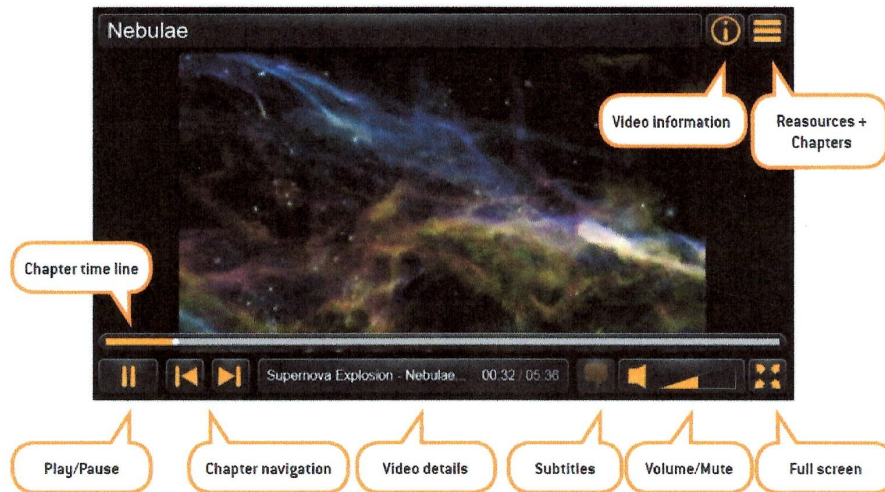 Nebulae
Video information
Reasources +
Chapters
Chapter time line
Supernova Explosion - Nebulae... 00:32 / 05:36
Play/Pause
Chapter navigation
Video details
Subtitles
Volume/Mute
Full screen